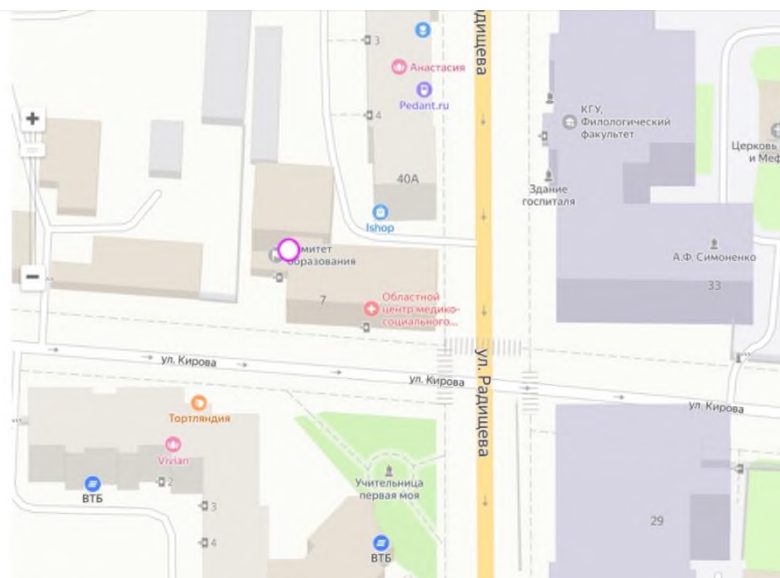 Радищева
3
Анастасия
Pedant.ru
4
КГУ,
Филологический
факультет
Церковь
и Меф
40А
Здание
госпиталя
Ishop
А.Ф. Симоненко
митет
образования
33
7
Областной
центр медико-
социального...
ул. Кирова
ул. Радищева
ул. Кирова
ул. Кирова
Тортляндия
Vivian
2
ВТБ
Учительница
первая моя
3
29
4
ВТБ